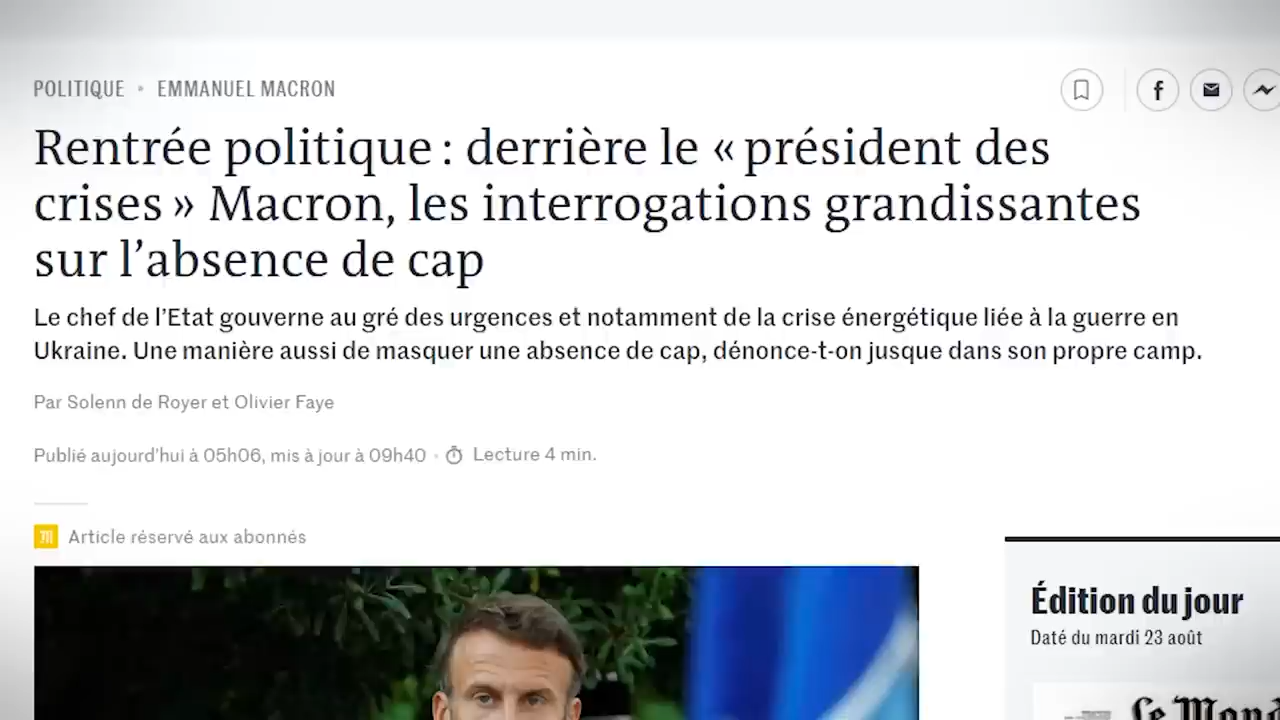 POLITIQUE • EMMANUEL MACRON
Rentrée politique : derrière le « président des
crises » Macron, les interrogations grandissantes
sur l’absence de cap
Le chef de l’Etat gouverne au gré des urgences et notamment de la crise énergétique liée à la guerre en
Ukraine. Une manière aussi de masquer une absence de cap, dénonce-t-on jusque dans son propre camp.
Par Solenn de Royer et Olivier Faye
Publié aujourd’hui à 05h06, mis à jour à 09h40 • Lecture 4 min.
Article réservé aux abonnés
Édition du jour
Daté du mardi 23 août